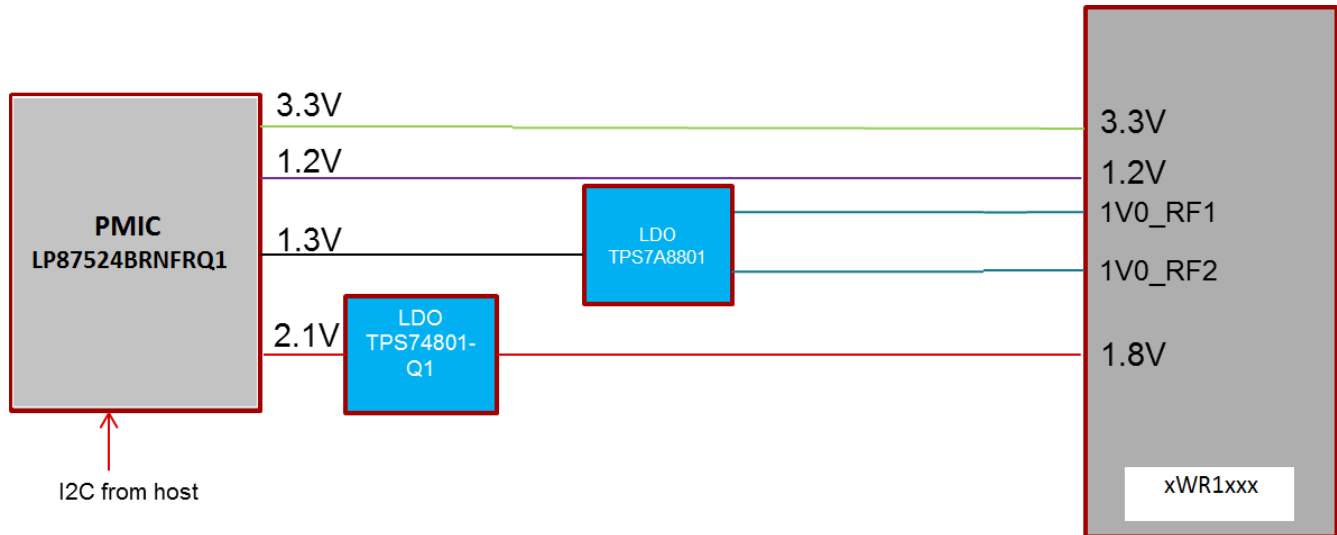 3.3V
1.2V
1.3V
2.1V
PMIC
LP87524BRNFRQ1
I2C from host
LDO
TPS74801-
Q1
LDO
TPS7A8801
3.3V
1.2V
1V0_RF1
1V0_RF2
1.8V
xWR1xxx